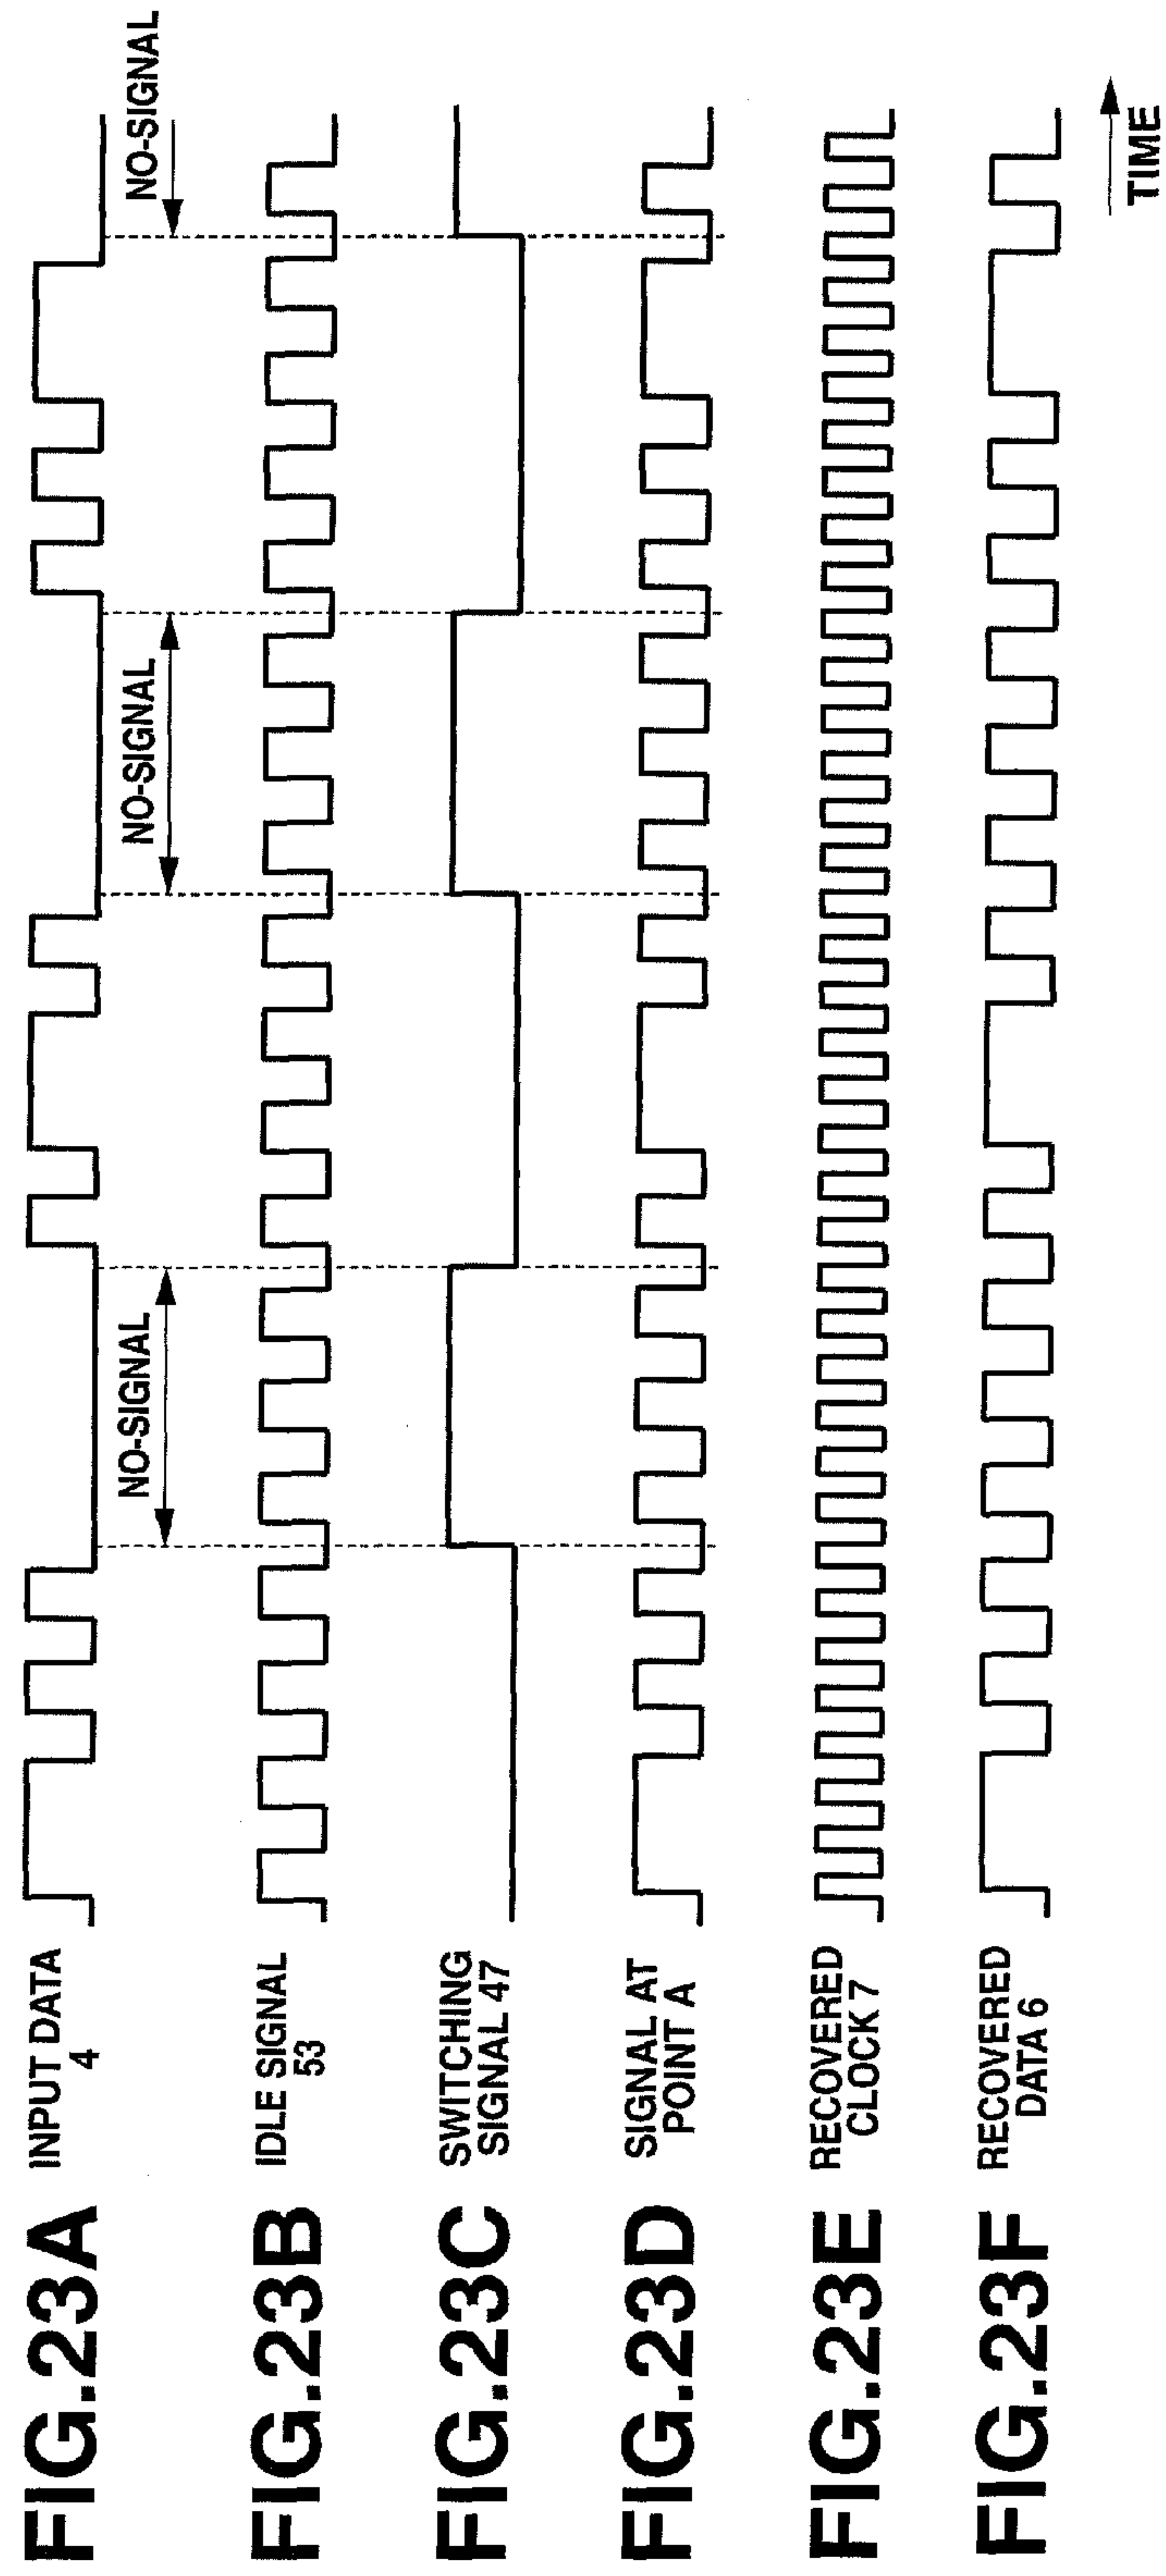 FIG.23A
INPUT DATA
4
NO-SIGNAL
NO-SIGNAL
NO-SIGNAL
FIG.23B
IDLE SIGNAL
53
FIG.23C
SWITCHING
SIGNAL 47
FIG.23D
SIGNAL AT
POINT A
FIG.23E
RECOVERED
CLOCK 7
FIG.23F
RECOVERED
DATA 6
TIME